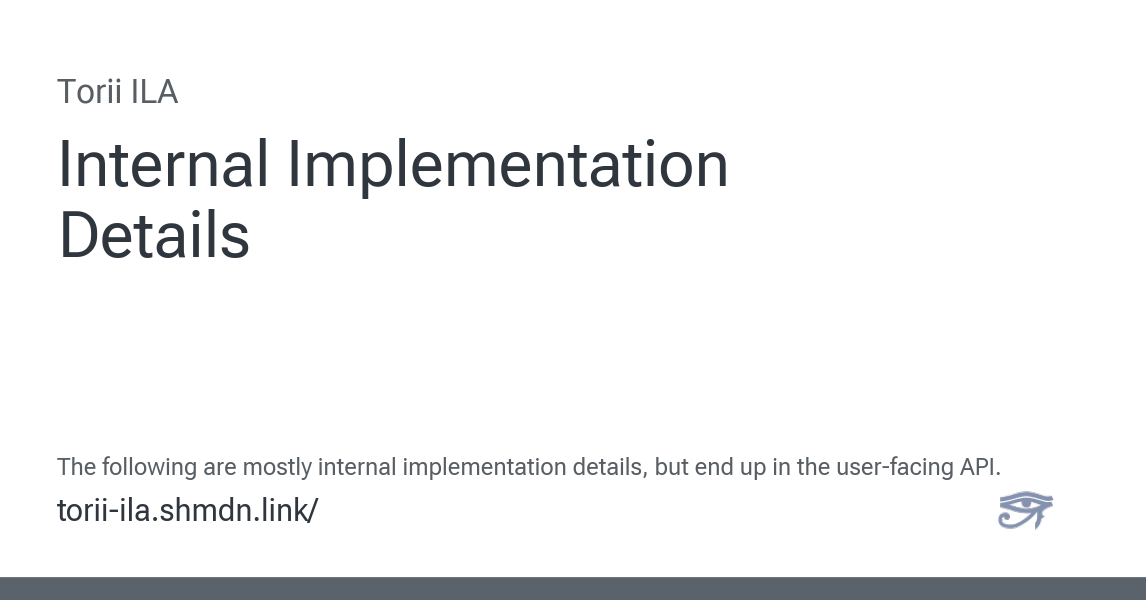 Torii ILA
Internal Implementation
Details
The following are mostly internal implementation details, but end up in the user-facing API.
torii-ila.shmdn.link/